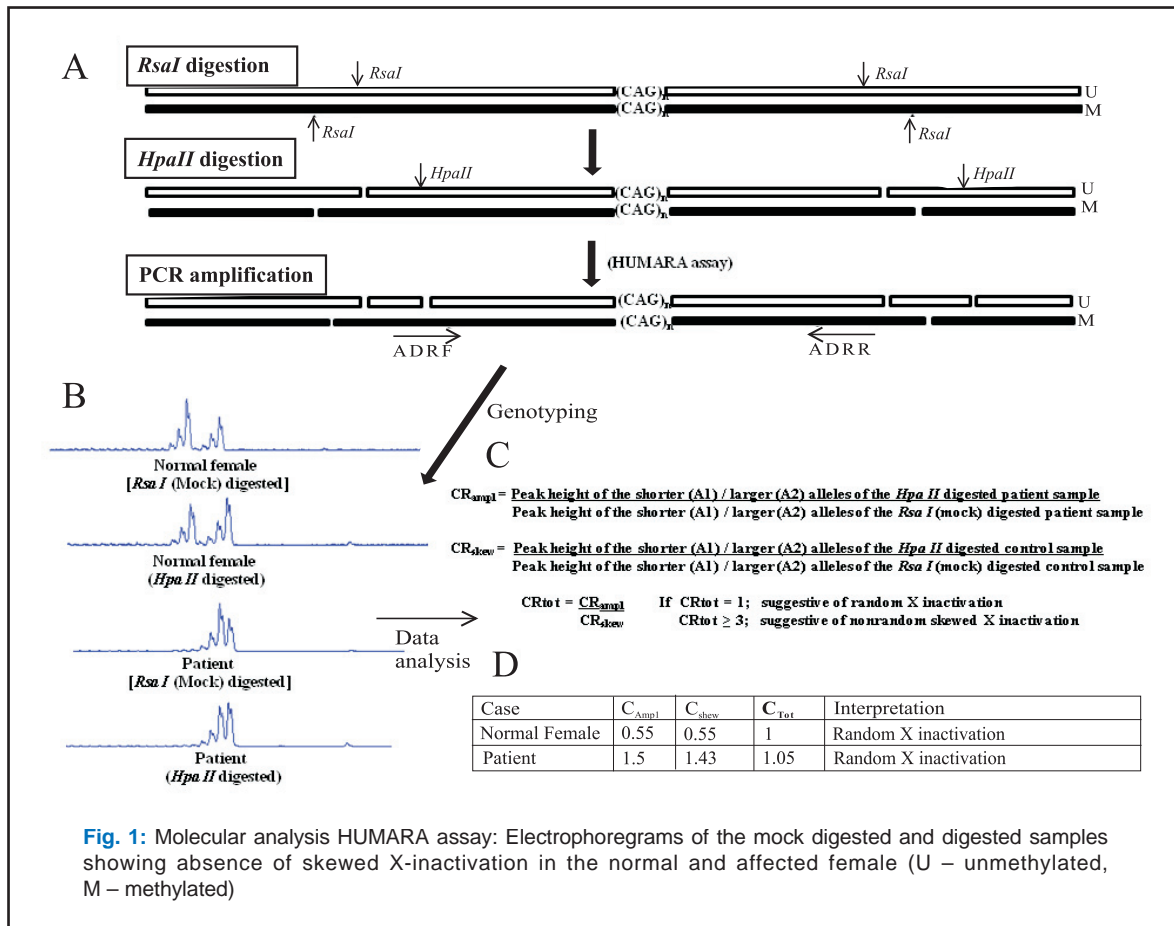 A
RsaI digestion
RsaI
RsaI
(CAG)n
U
(CAG)n
M
RsaI
RsaI
HpaII digestion
HpaII
HpaII
(CAG)n
U
(CAG)n
M
PCR amplification
(HUMARA assay)
(CAG)n
U
(CAG)n
M
ADRF
ADRR
B
Genotyping
C
Normal female
[Rsa I (Mock) digested]
Normal female
(Hpa II digested)
Patient
[Rsa I (Mock) digested]
Patient
(Hpa II digested)
CRampl = Peak height of the shorter (A1) / larger (A2) alleles of the Hpa II digested patient sample
Peak height of the shorter (A1) / larger (A2) alleles of the Rsa I (mock) digested patient sample
CRskew = Peak height of the shorter (A1) / larger (A2) alleles of the Hpa II digested control sample
Peak height of the shorter (A1) / larger (A2) alleles of the Rsa I (mock) digested control sample
CRtot = CRampl If CRtot = 1; suggestive of random X inactivation
CRskew CRtot ≥ 3; suggestive of nonrandom skewed X inactivation
Data
analysis
D
Case CAmp1 Cshew CTot Interpretation
Normal Female 0.55 0.55 1 Random X inactivation
Patient 1.5 1.43 1.05 Random X inactivation
Fig. 1: Molecular analysis HUMARA assay: Electrophoregrams of the mock digested and digested samples
showing absence of skewed X-inactivation in the normal and affected female (U – unmethylated,
M – methylated)